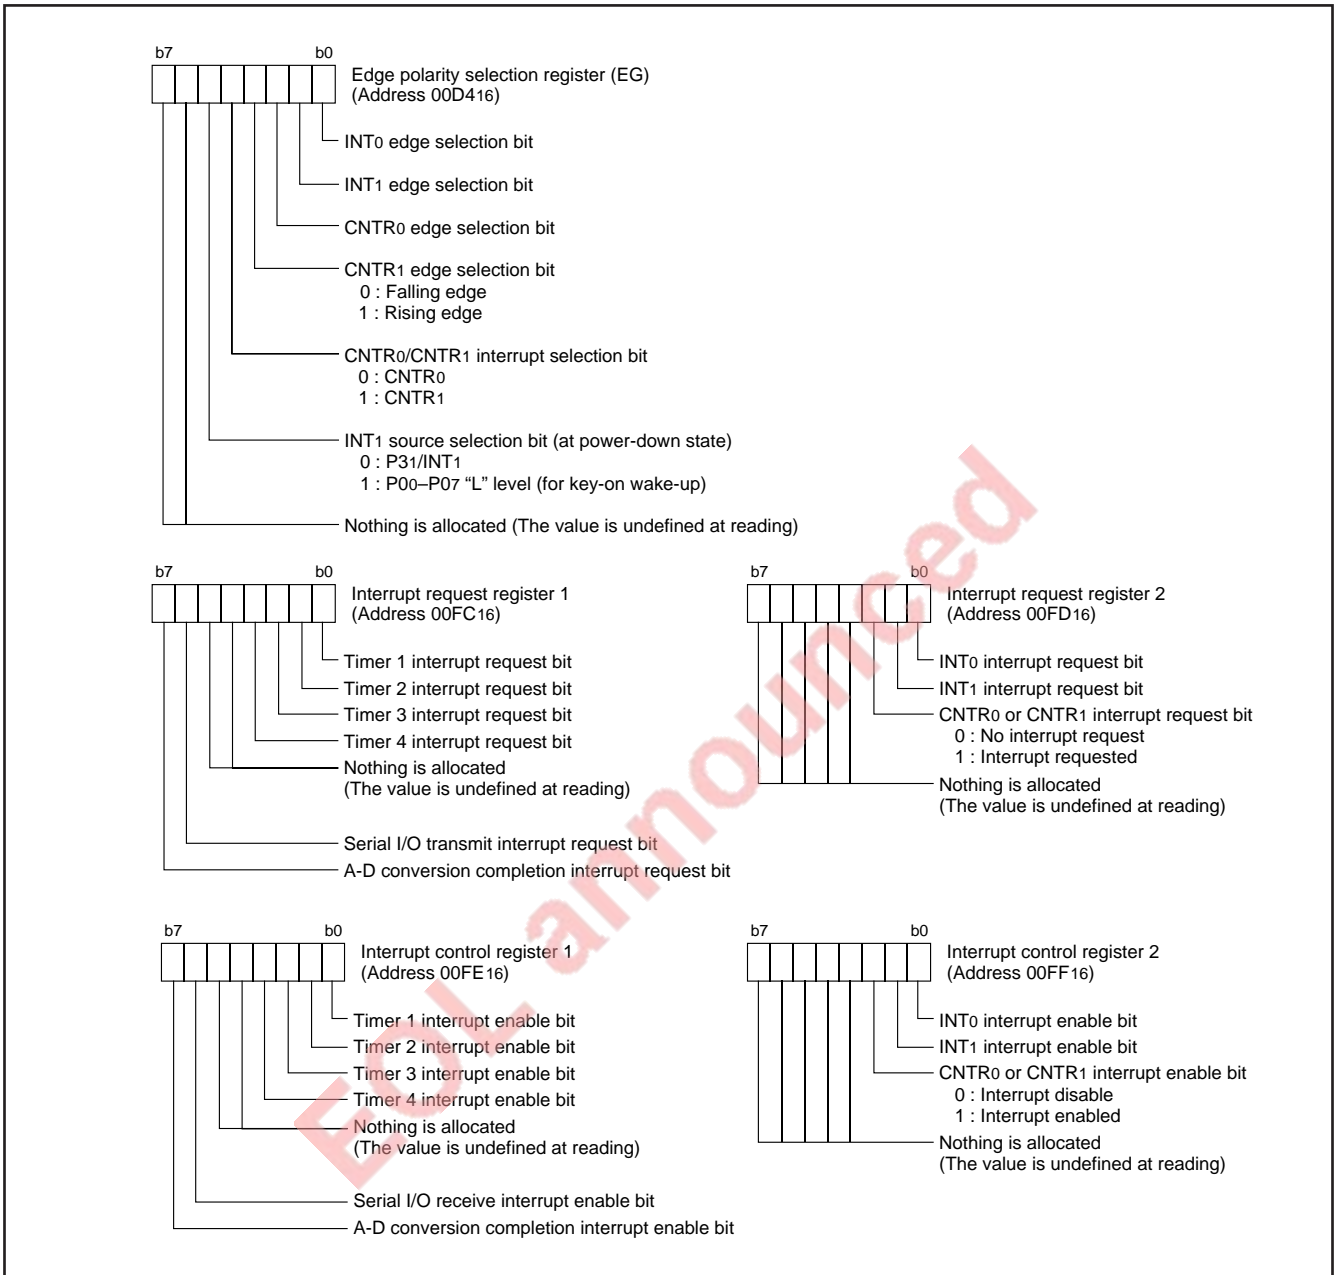 b7 b0
Edge polarity selection register (EG)
(Address 00D416)
INT0 edge selection bit
INT1 edge selection bit
CNTR0 edge selection bit
CNTR1 edge selection bit
0 : Falling edge
1 : Rising edge
CNTR0/CNTR1 interrupt selection bit
0 : CNTR0
1 : CNTR1
INT1 source selection bit (at power-down state)
0 : P31/INT1
1 : P00–P07 “L” level (for key-on wake-up)
Nothing is allocated (The value is undefined at reading)
b7 b0
Interrupt request register 1
(Address 00FC16)
Timer 1 interrupt request bit
Timer 2 interrupt request bit
Timer 3 interrupt request bit
Timer 4 interrupt request bit
Nothing is allocated
(The value is undefined at reading)
Serial I/O transmit interrupt request bit
A-D conversion completion interrupt request bit
b7 b0
Interrupt request register 2
(Address 00FD16)
INT0 interrupt request bit
INT1 interrupt request bit
CNTR0 or CNTR1 interrupt request bit
0 : No interrupt request
1 : Interrupt requested
Nothing is allocated
(The value is undefined at reading)
b7 b0
Interrupt control register 1
(Address 00FE16)
Timer 1 interrupt enable bit
Timer 2 interrupt enable bit
Timer 3 interrupt enable bit
Timer 4 interrupt enable bit
Nothing is allocated
(The value is undefined at reading)
Serial I/O receive interrupt enable bit
A-D conversion completion interrupt enable bit
b7 b0
Interrupt control register 2
(Address 00FF16)
INT0 interrupt enable bit
INT1 interrupt enable bit
CNTR0 or CNTR1 interrupt enable bit
0 : Interrupt disable
1 : Interrupt enabled
Nothing is allocated
(The value is undefined at reading)
EOL announced